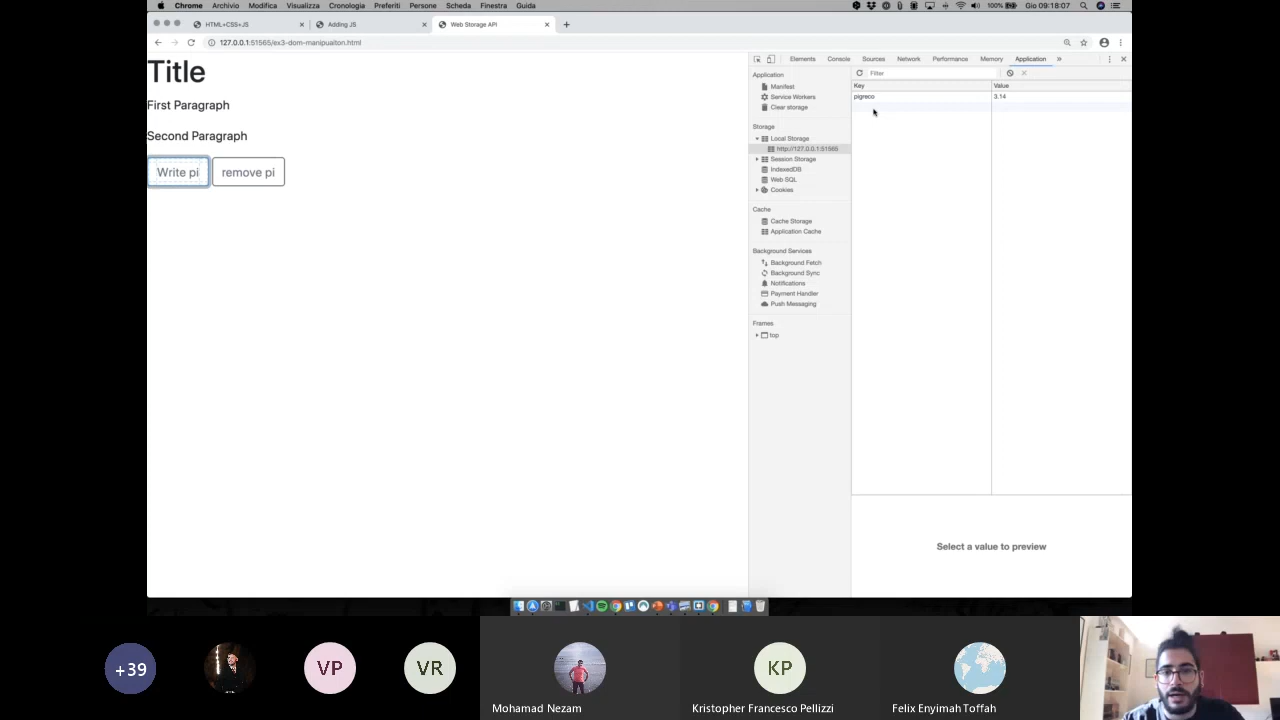 Chrome Archivio Modifica Visualizza Cronologia Preferiti Persone Scheda Finestra Guida 100% Gio 09:18:07
HTML+CSS+JS Adding JS Web Storage API
127.0.0.1:51565/ex3-dom-manipualton.html
Title
First Paragraph
Second Paragraph
Write pi remove pi
Elements Console Sources Network Performance Memory Application
Application
Manifest
Service Workers
Clear storage
Storage
Local Storage
http://127.0.0.1:51565
Session Storage
IndexedDB
Web SQL
Cookies
Cache
Cache Storage
Application Cache
Background Services
Background Fetch
Background Sync
Notifications
Payment Handler
Push Messaging
Frames
top
Filter
Key Value
pigreco 3.14
Select a value to preview
+39 VP VR KP
Mohamad Nezam Kristopher Francesco Pellizzi Felix Enyimah Toffah